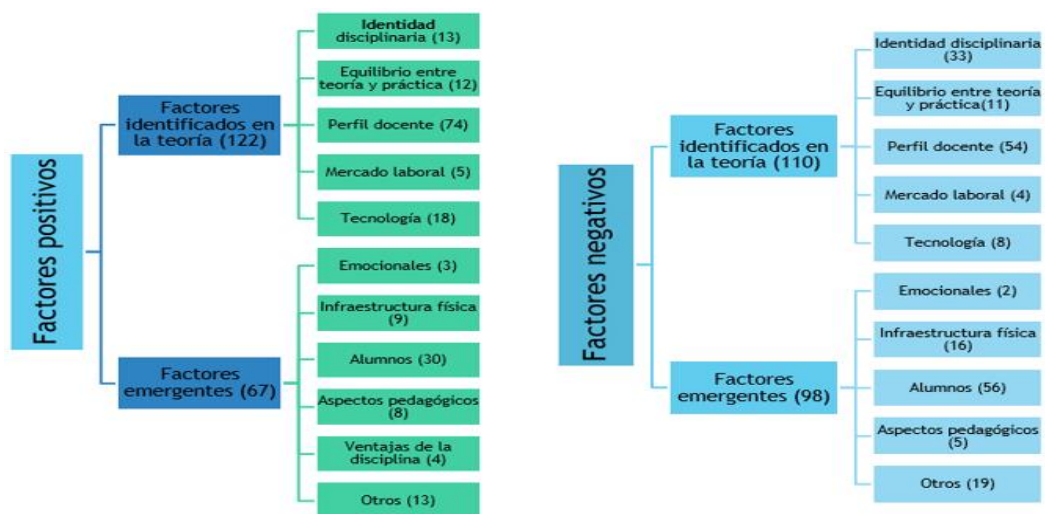 Factores positivos
Factores
identificados en
la teoría (122)
Identidad
disciplinaria (13)
Equilibrio entre
teoría y práctica (12)
Perfil docente (74)
Mercado laboral (5)
Tecnología (18)
Factores
emergentes (67)
Emocionales (3)
Infraestructura física
(9)
Alumnos (30)
Aspectos pedagógicos
(8)
Ventajas de la
disciplina (4)
Otros (13)
Factores negativos
Factores
identificados en
la teoría (110)
Identidad disciplinaria
(33)
Equilibrio entre teoría
y práctica(11)
Perfil docente (54)
Mercado laboral (4)
Tecnología (8)
Factores
emergentes (98)
Emocionales (2)
Infraestructura física
(16)
Alumnos (56)
Aspectos pedagógicos
(5)
Otros (19)